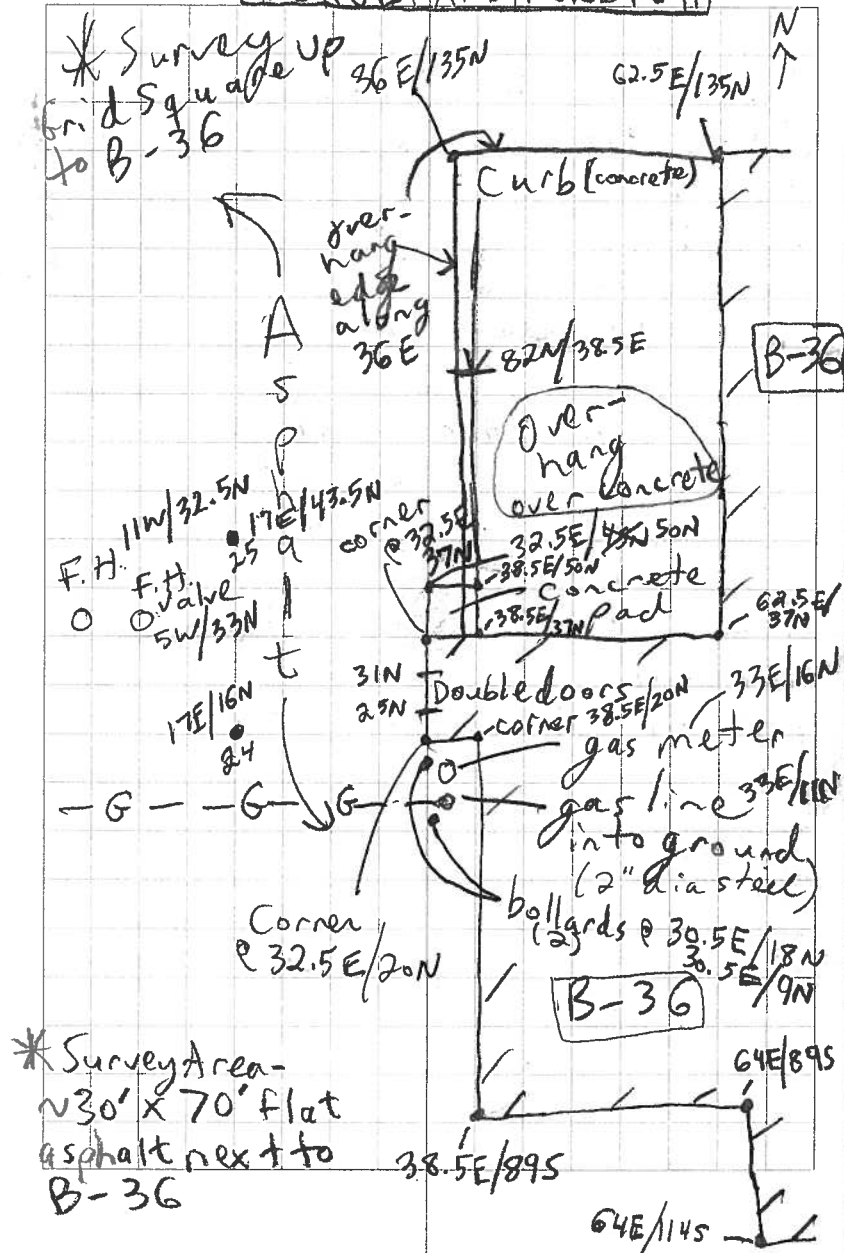 N
* Survey
Grid Square up
to B-36
36E/135N
62.5E/135N
Curb (concrete)
over-
hang
edge
along
36E
Asphalt
82N/38.5E
B-36
Over-
hang
over concrete
11W/32.5N
17E/43.5N
25
F.H.
F.H.
valve
5W/33N
corner
@ 32.5E
37N
32.5E/50N
38.5E/50N
Concrete
Pad
38.5E/37N
62.5E/
37N
31N
25N
Double doors
corner 38.5E/20N
33E/16N
17E/16N
24
gas meter
G G G
gas line 33E/11N
into ground
(2" dia steel)
bollards @ 30.5E/18N
(2)
30.5E/9N
Corner
@ 32.5E/20N
B-36
* Survey Area-
~30' x 70' flat
asphalt next to
B-36
64E/89S
38.5E/89S
64E/114S